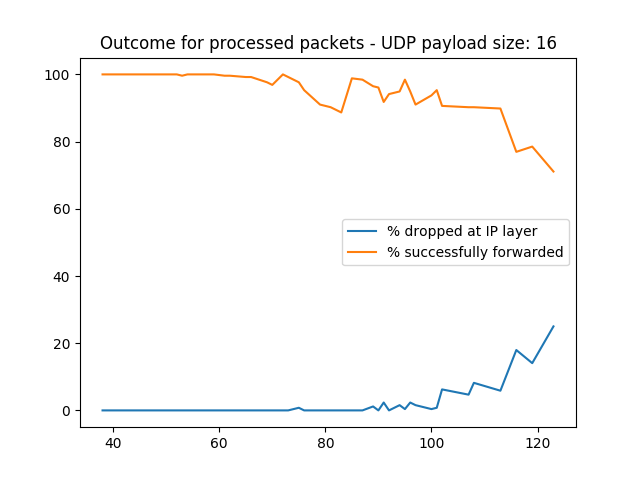 Outcome for processed packets - UDP payload size: 16
100
80
60
40
20
0
% dropped at IP layer
% successfully forwarded
40 60 80 100 120